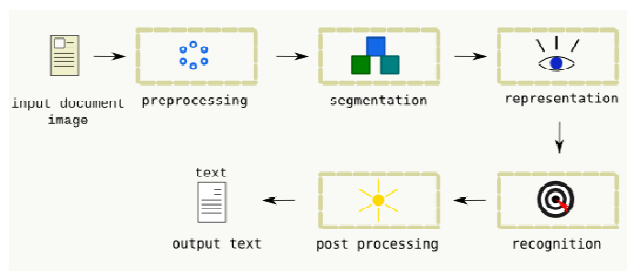 input document
image
preprocessing
segmentation
representation
text
output text
post processing
recognition